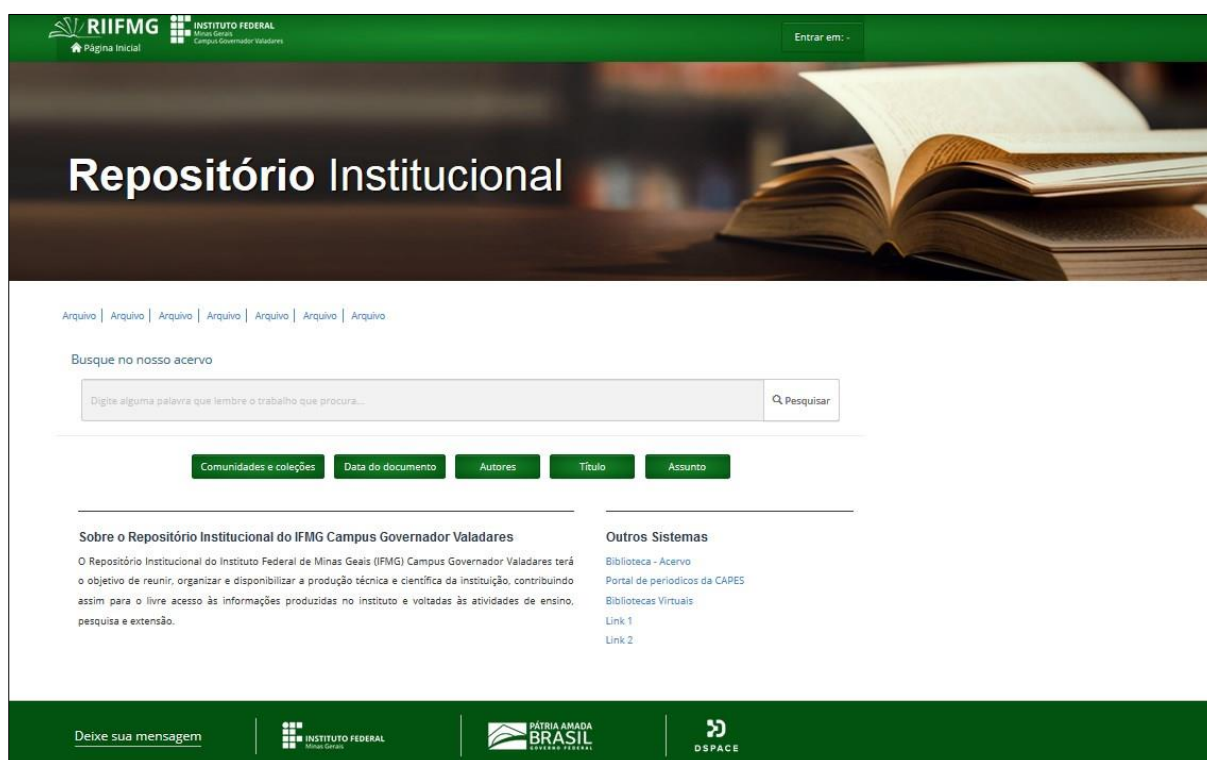 RIIFMG
INSTITUTO FEDERAL
Minas Gerais
Campus Governador Valadares
Página Inicial
Entrar em: -
Repositório Institucional
Arquivo | Arquivo | Arquivo | Arquivo | Arquivo | Arquivo | Arquivo
Busque no nosso acervo
Digite alguma palavra que lembre o trabalho que procura...
Pesquisar
Comunidades e coleções Data do documento Autores Título Assunto
Sobre o Repositório Institucional do IFMG Campus Governador Valadares
O Repositório Institucional do Instituto Federal de Minas Geais (IFMG) Campus Governador Valadares terá
o objetivo de reunir, organizar e disponibilizar a produção técnica e científica da instituição, contribuindo
assim para o livre acesso às informações produzidas no instituto e voltadas às atividades de ensino,
pesquisa e extensão.
Outros Sistemas
Biblioteca - Acervo
Portal de periodicos da CAPES
Bibliotecas Virtuais
Link 1
Link 2
Deixe sua mensagem
INSTITUTO FEDERAL
Minas Gerais
PÁTRIA AMADA
BRASIL
GOVERNO FEDERAL
DSPACE